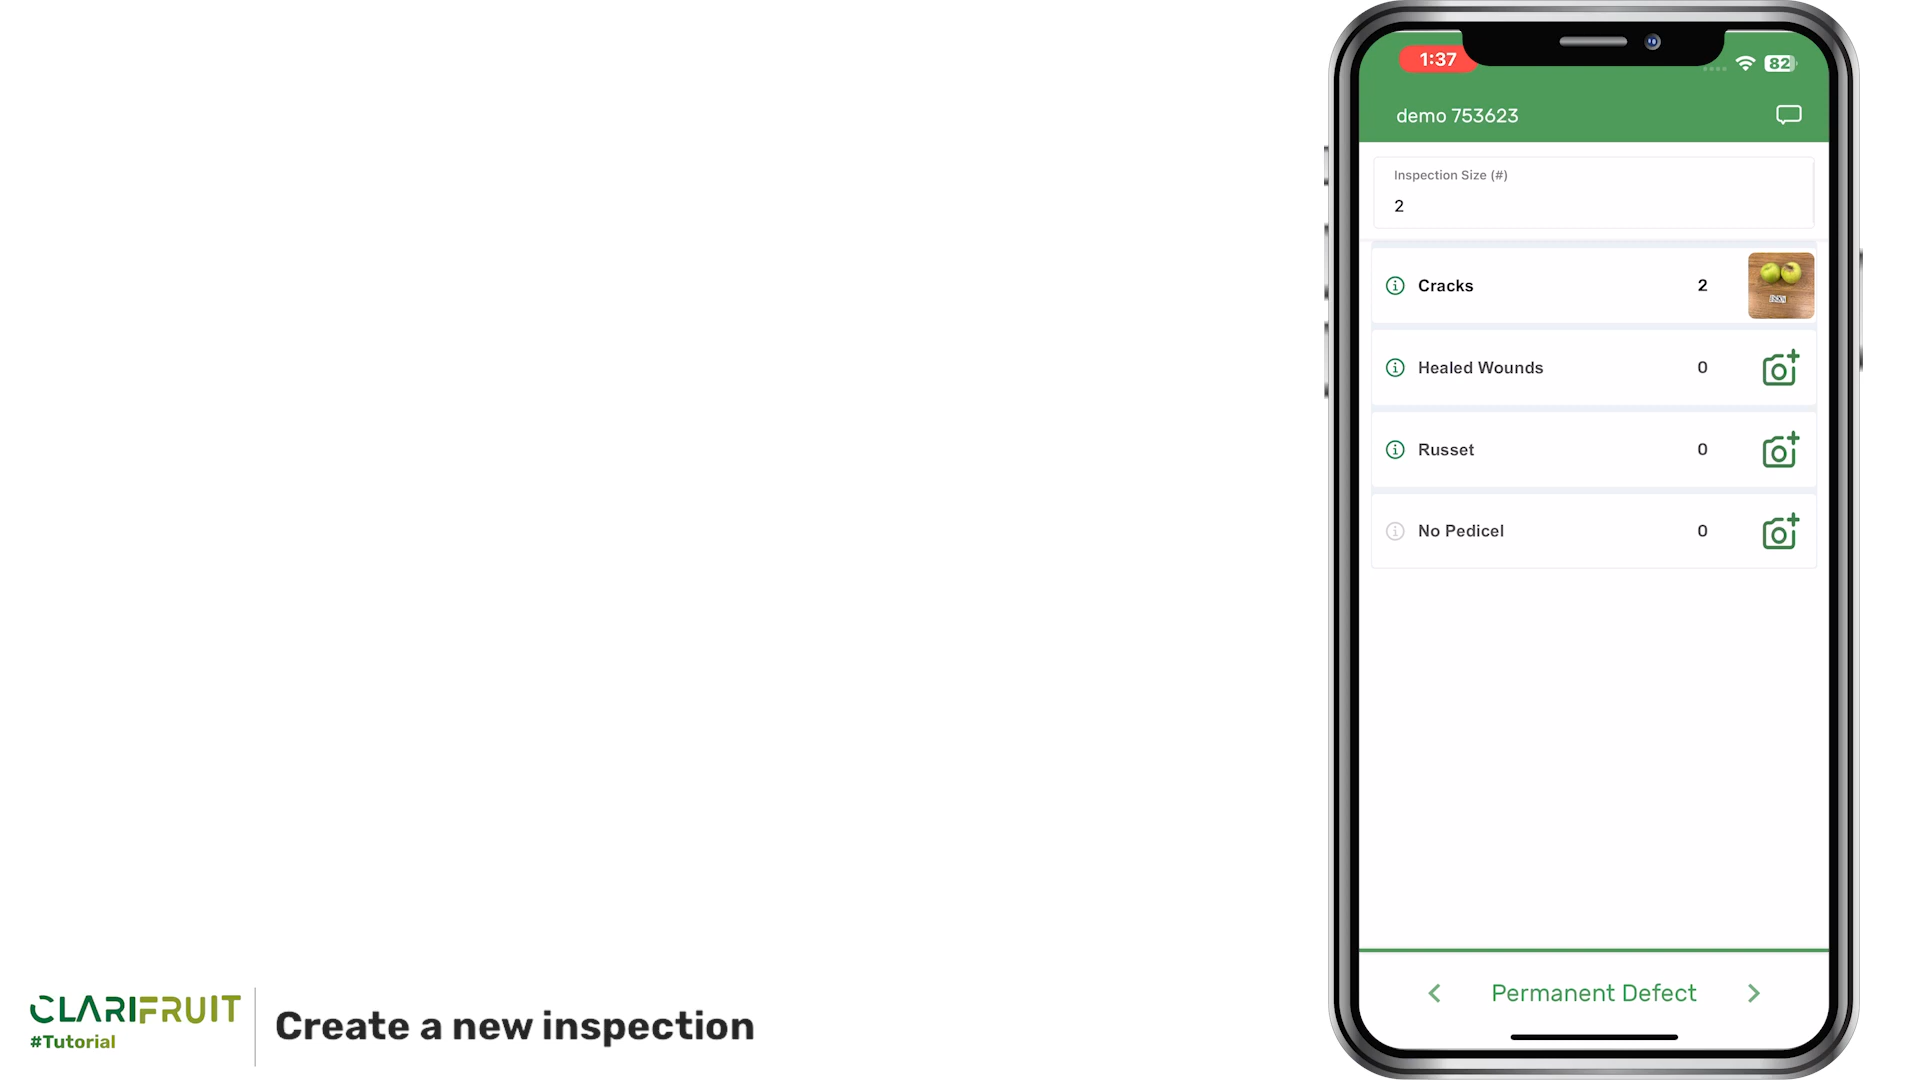 1:37
82
demo 753623
Inspection Size (#)
2
Cracks 2
Healed Wounds 0
Russet 0
No Pedicel 0
Permanent Defect
CLARIFRUIT
#Tutorial
Create a new inspection